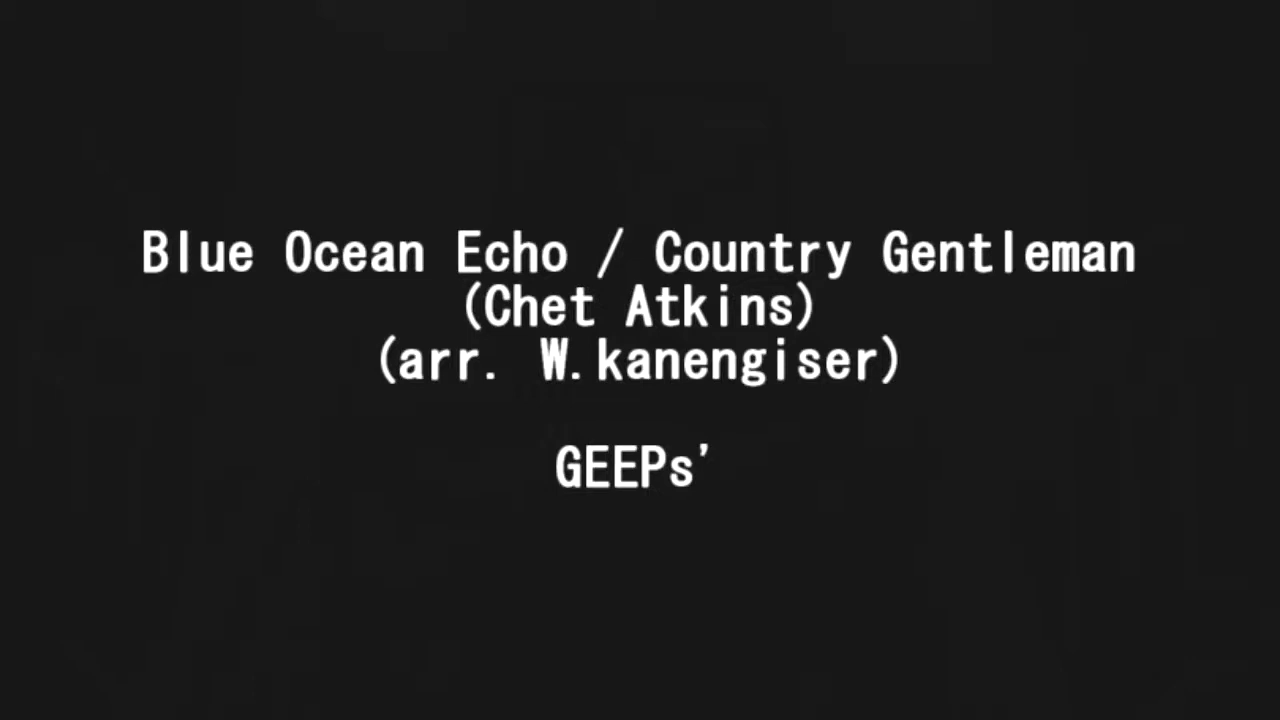 Blue Ocean Echo / Country Gentleman
(Chet Atkins)
(arr. W.kanengiser)
GEEPs'